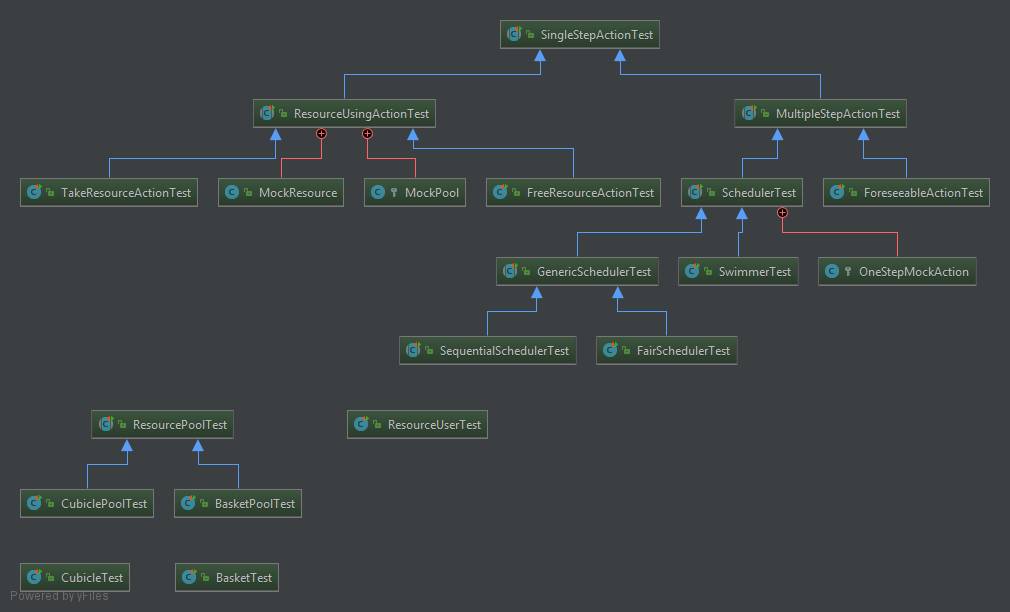 SingleStepActionTest
ResourceUsingActionTest
MultipleStepActionTest
TakeResourceActionTest
MockResource
MockPool
FreeResourceActionTest
SchedulerTest
ForeseeableActionTest
GenericSchedulerTest
SwimmerTest
OneStepMockAction
SequentialSchedulerTest
FairSchedulerTest
ResourcePoolTest
ResourceUserTest
CubiclePoolTest
BasketPoolTest
CubicleTest
BasketTest
Powered by yFiles